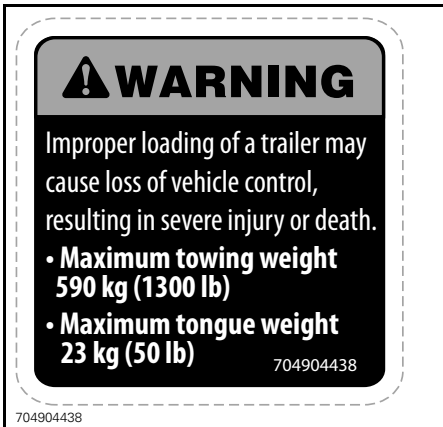 WARNING
Improper loading of a trailer may
cause loss of vehicle control,
resulting in severe injury or death.
• Maximum towing weight
590 kg (1300 lb)
• Maximum tongue weight
23 kg (50 lb) 704904438
704904438